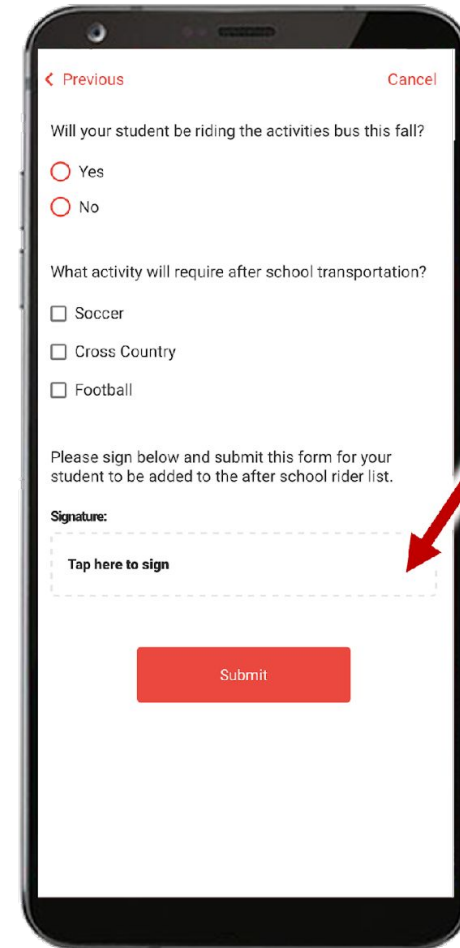 Previous
Cancel
Will your student be riding the activities bus this fall?
Yes
No
What activity will require after school transportation?
Soccer
Cross Country
Football
Please sign below and submit this form for your
student to be added to the after school rider list.
Signature:
Tap here to sign
Submit